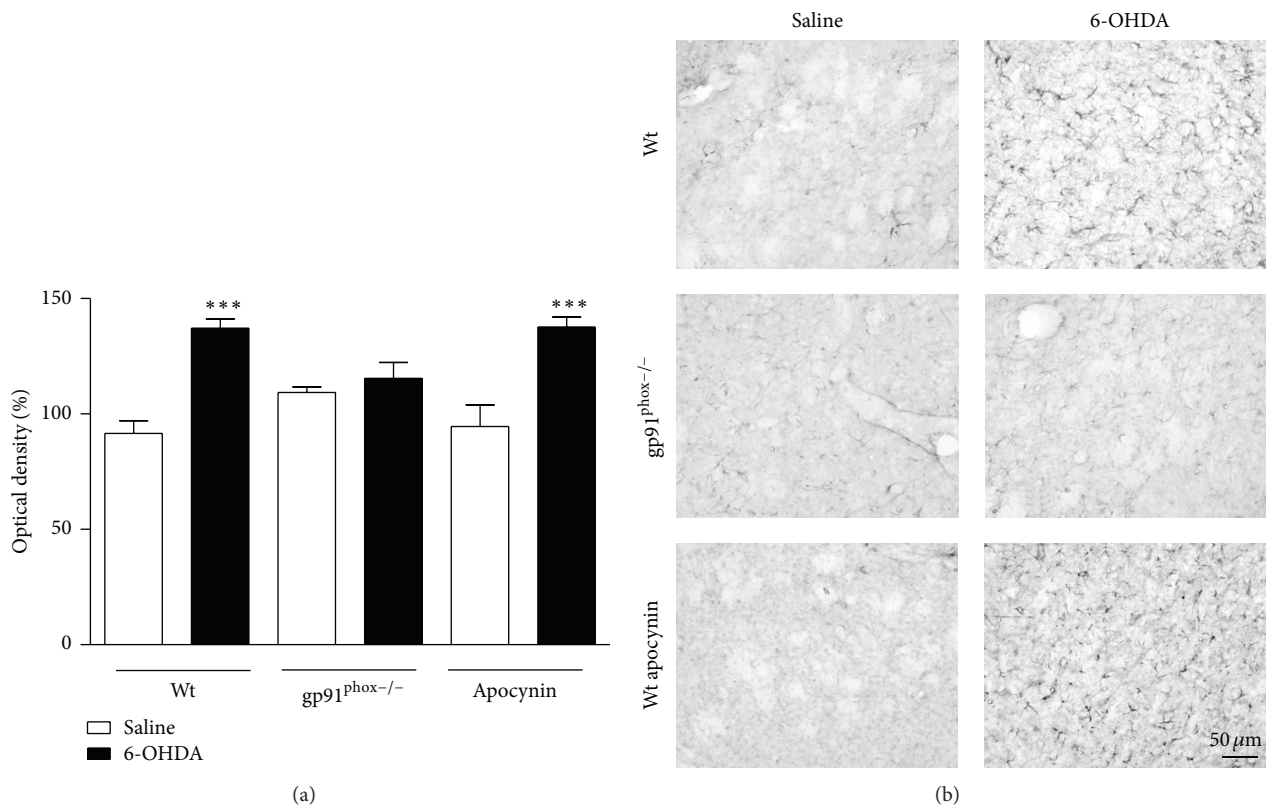 Saline 6-OHDA
Wt
gp91phox−/−
Wt apocynin
50 µm
150
100
50
0
Optical density (%)
***
***
Wt gp91phox−/− Apocynin
Saline
6-OHDA
(a) (b)